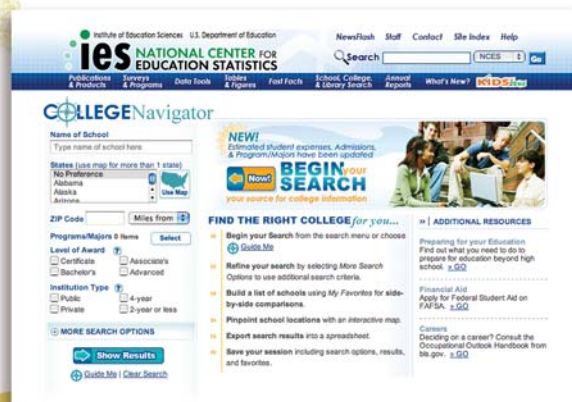 Institute of Education Sciences U.S. Department of Education
NewsFlash Staff Contact Site Index Help
ies NATIONAL CENTER FOR
EDUCATION STATISTICS
Search NCES Go
Publications & Products
Surveys & Programs
Data Tools
Tables & Figures
Fast Facts
School, College, & Library Search
Annual Reports
What's New?
KIDS ZONE
COLLEGE Navigator
Name of School
Type name of school here
States (use map for more than 1 state)
No Preference
Alabama
Alaska
Arizona
Use Map
ZIP Code Miles from
Programs/Majors 0 Items Select
Level of Award ?
Certificate Associate's
Bachelor's Advanced
Institution Type ?
Public 4-year
Private 2-year or less
MORE SEARCH OPTIONS
Show Results
Guide Me | Clear Search
NEW!
Estimated student expenses, Admissions,
& Program/Majors have been updated
Now! BEGIN your
SEARCH
your source for college information
FIND THE RIGHT COLLEGE for you...
» Begin your Search from the search menu or choose
Guide Me
» Refine your search by selecting More Search
Options to use additional search criteria.
» Build a list of schools using My Favorites for side-
by-side comparisons.
» Pinpoint school locations with an interactive map.
» Export search results into a spreadsheet.
» Save your session including search options, results,
and favorites.
» | ADDITIONAL RESOURCES
Preparing for your Education
Find out what you need to do to
prepare for education beyond high
school. » GO
Financial Aid
Apply for Federal Student Aid on
FAFSA. » GO
Careers
Deciding on a career? Consult the
Occupational Outlook Handbook from
bls.gov. » GO